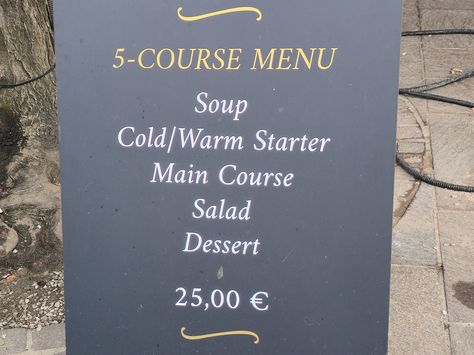 5-COURSE MENU
Soup
Cold/Warm Starter
Main Course
Salad
Dessert
25,00 €